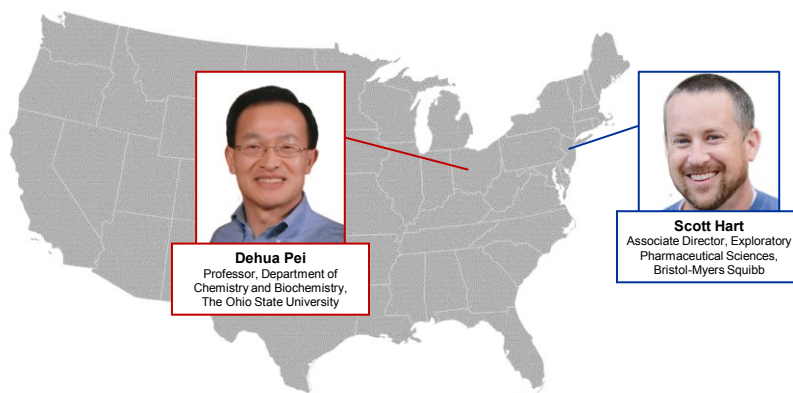 Dehua Pei
Professor, Department of
Chemistry and Biochemistry,
The Ohio State University
Scott Hart
Associate Director, Exploratory
Pharmaceutical Sciences,
Bristol-Myers Squibb